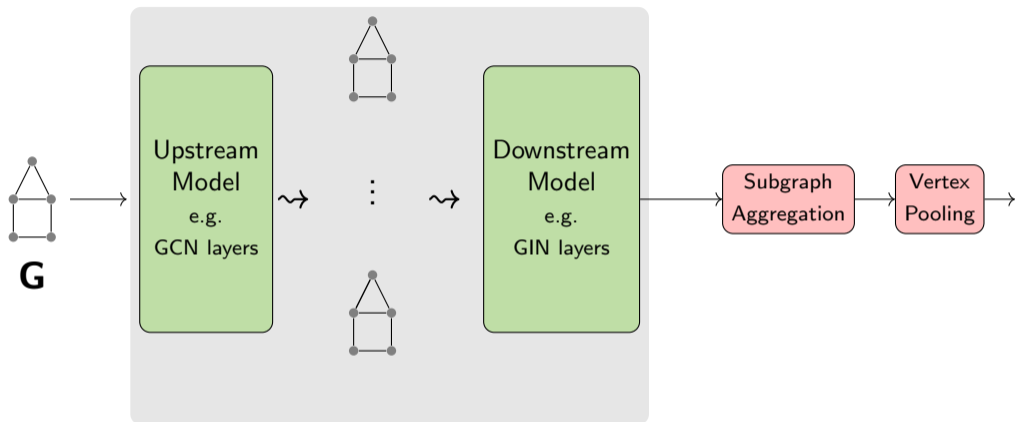 G
Upstream
Model
e.g.
GCN layers
⋮
Downstream
Model
e.g.
GIN layers
Subgraph
Aggregation
Vertex
Pooling